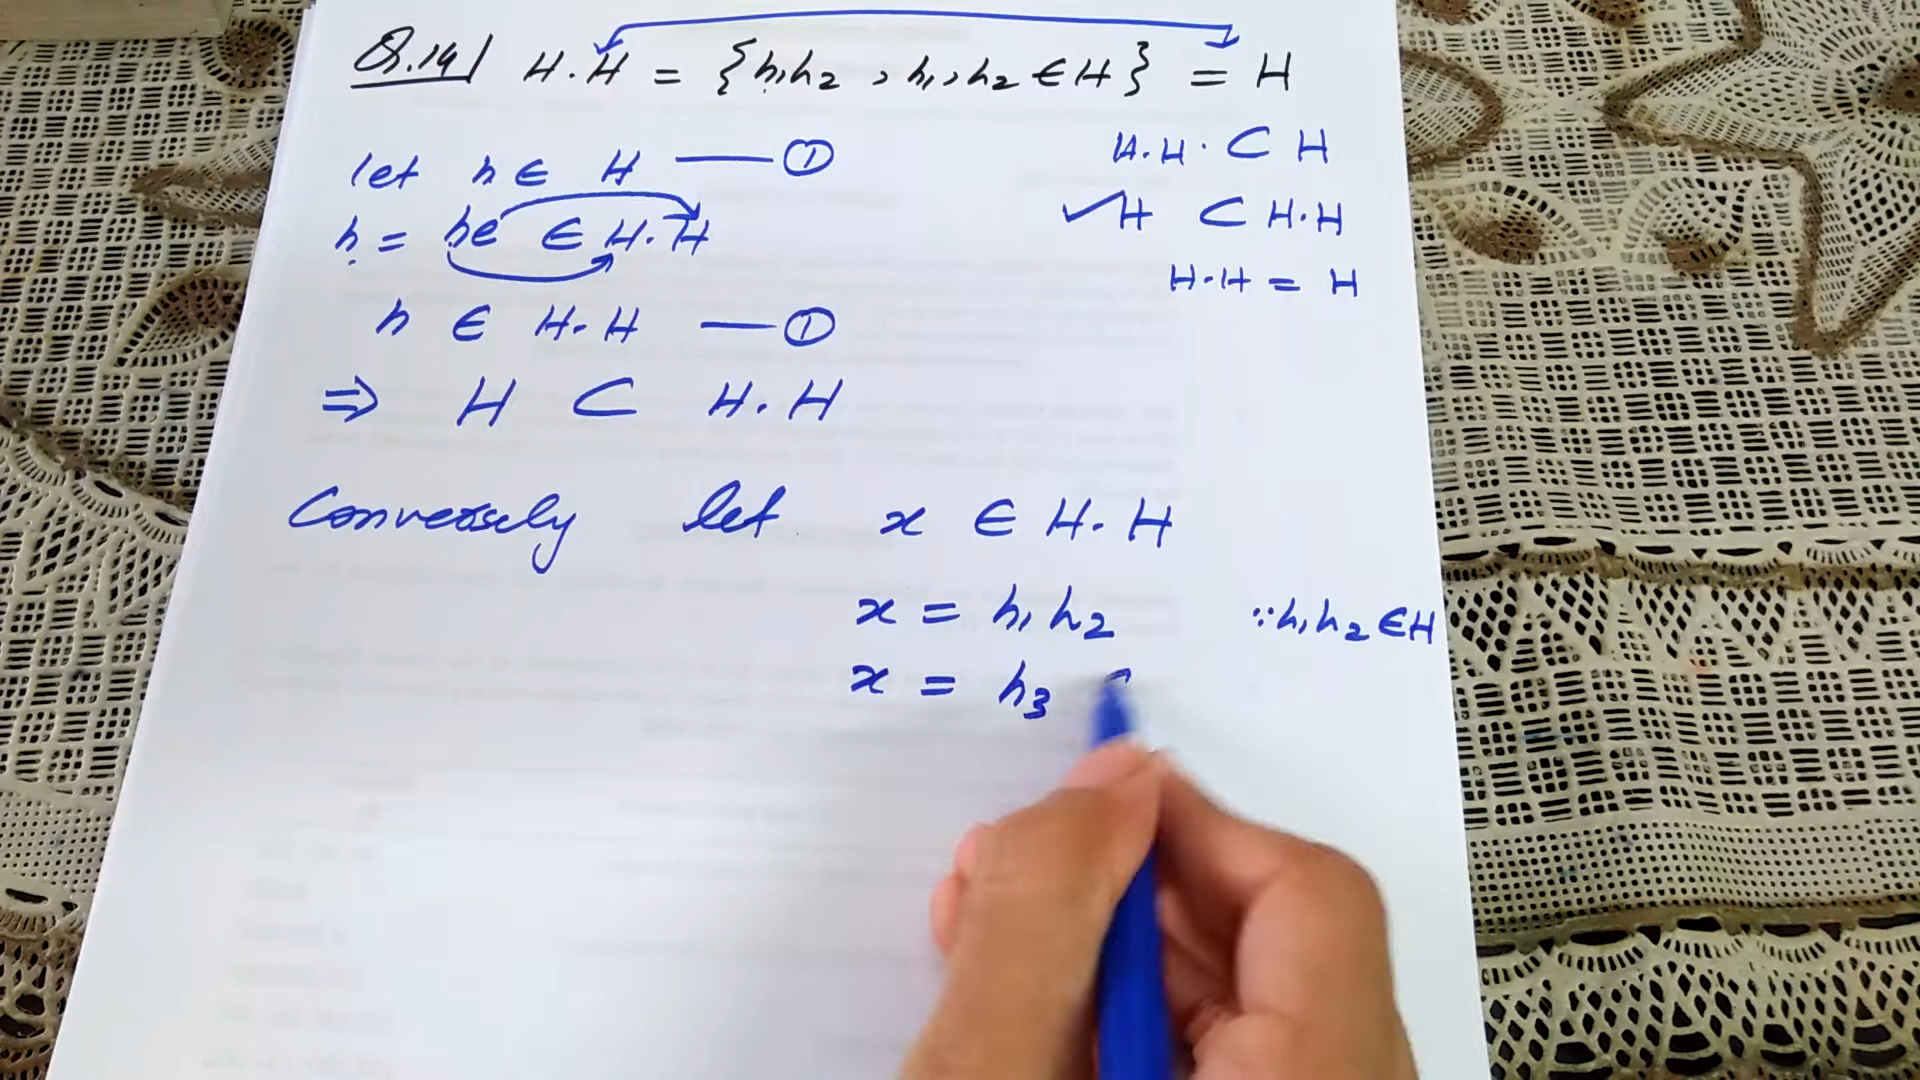 Q.14 H.H = {h1h2 , h1,h2 ∈ H} = H
let h ∈ H — ①
H.H. ⊂ H
h = he ∈ H.H
✓H ⊂ H.H
h ∈ H.H — ①
H.H = H
⇒ H ⊂ H.H
Conversely let x ∈ H.H
x = h1h2 ∵ h1h2 ∈ H
x = h3